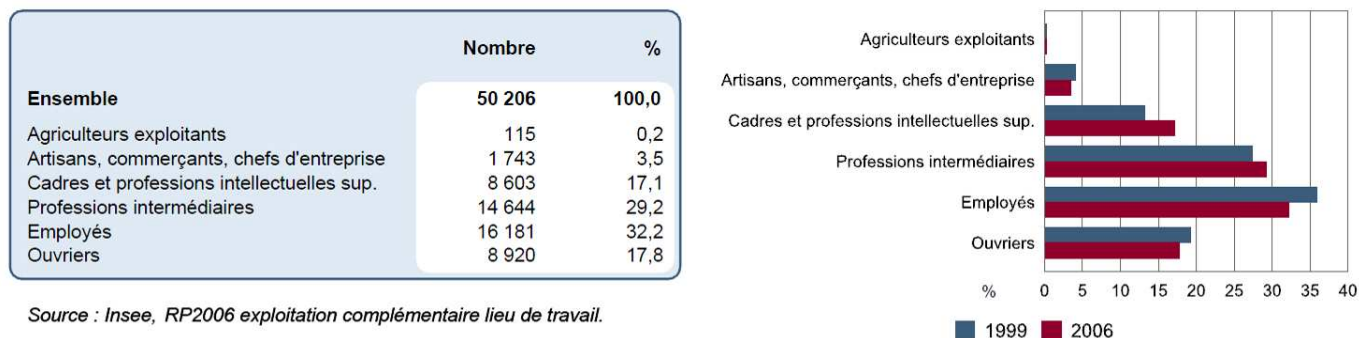 Nombre %
Ensemble 50 206 100,0
Agriculteurs exploitants 115 0,2
Artisans, commerçants, chefs d'entreprise 1 743 3,5
Cadres et professions intellectuelles sup. 8 603 17,1
Professions intermédiaires 14 644 29,2
Employés 16 181 32,2
Ouvriers 8 920 17,8
Source : Insee, RP2006 exploitation complémentaire lieu de travail.
Agriculteurs exploitants
Artisans, commerçants, chefs d'entreprise
Cadres et professions intellectuelles sup.
Professions intermédiaires
Employés
Ouvriers
% 0 5 10 15 20 25 30 35 40
1999 2006